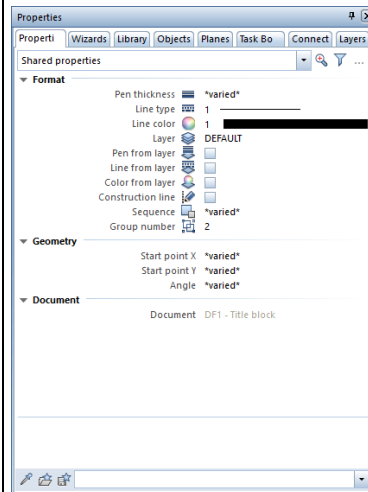 Properties
Properti Wizards Library Objects Planes Task Bo Connect Layers
Shared properties
Format
Pen thickness *varied*
Line type 1
Line color 1
Layer DEFAULT
Pen from layer
Line from layer
Color from layer
Construction line
Sequence *varied*
Group number 2
Geometry
Start point X *varied*
Start point Y *varied*
Angle *varied*
Document
Document DF1 - Title block